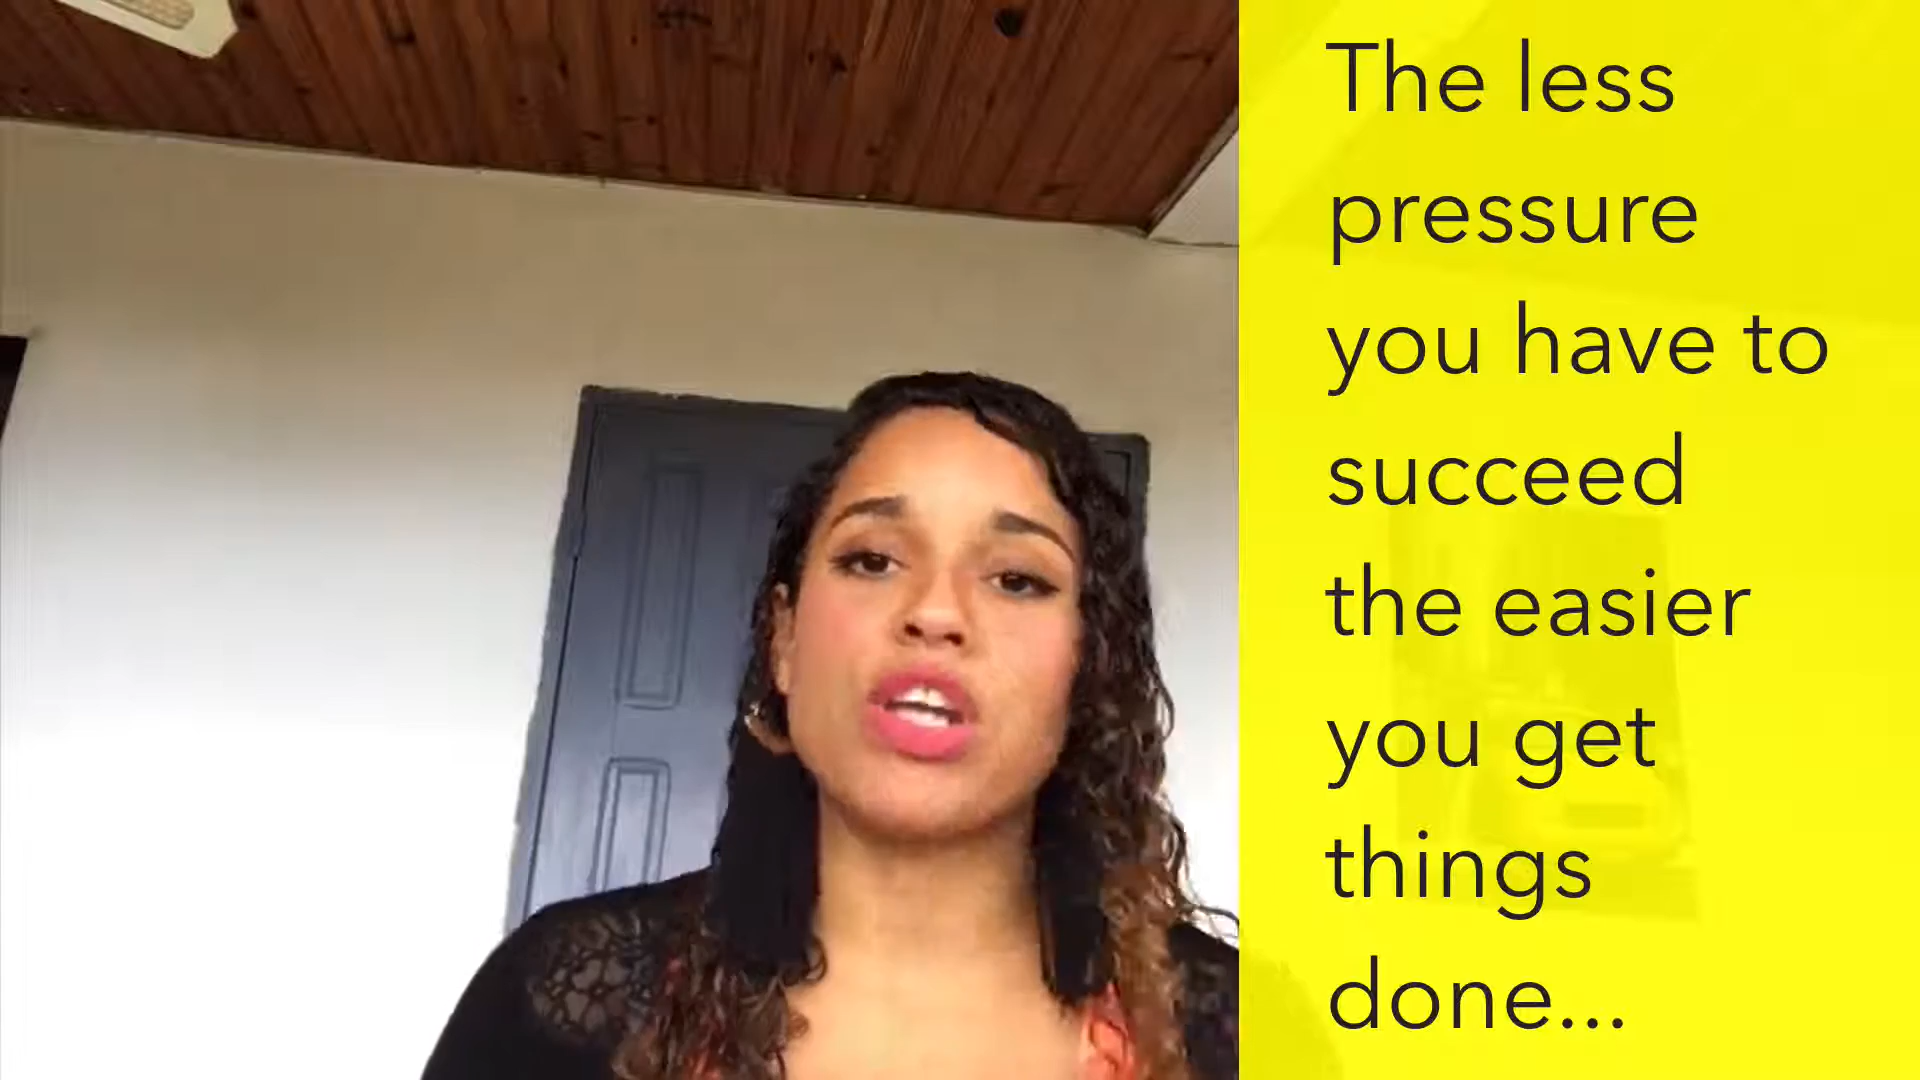 The less
pressure
you have to
succeed
the easier
you get
things
done...